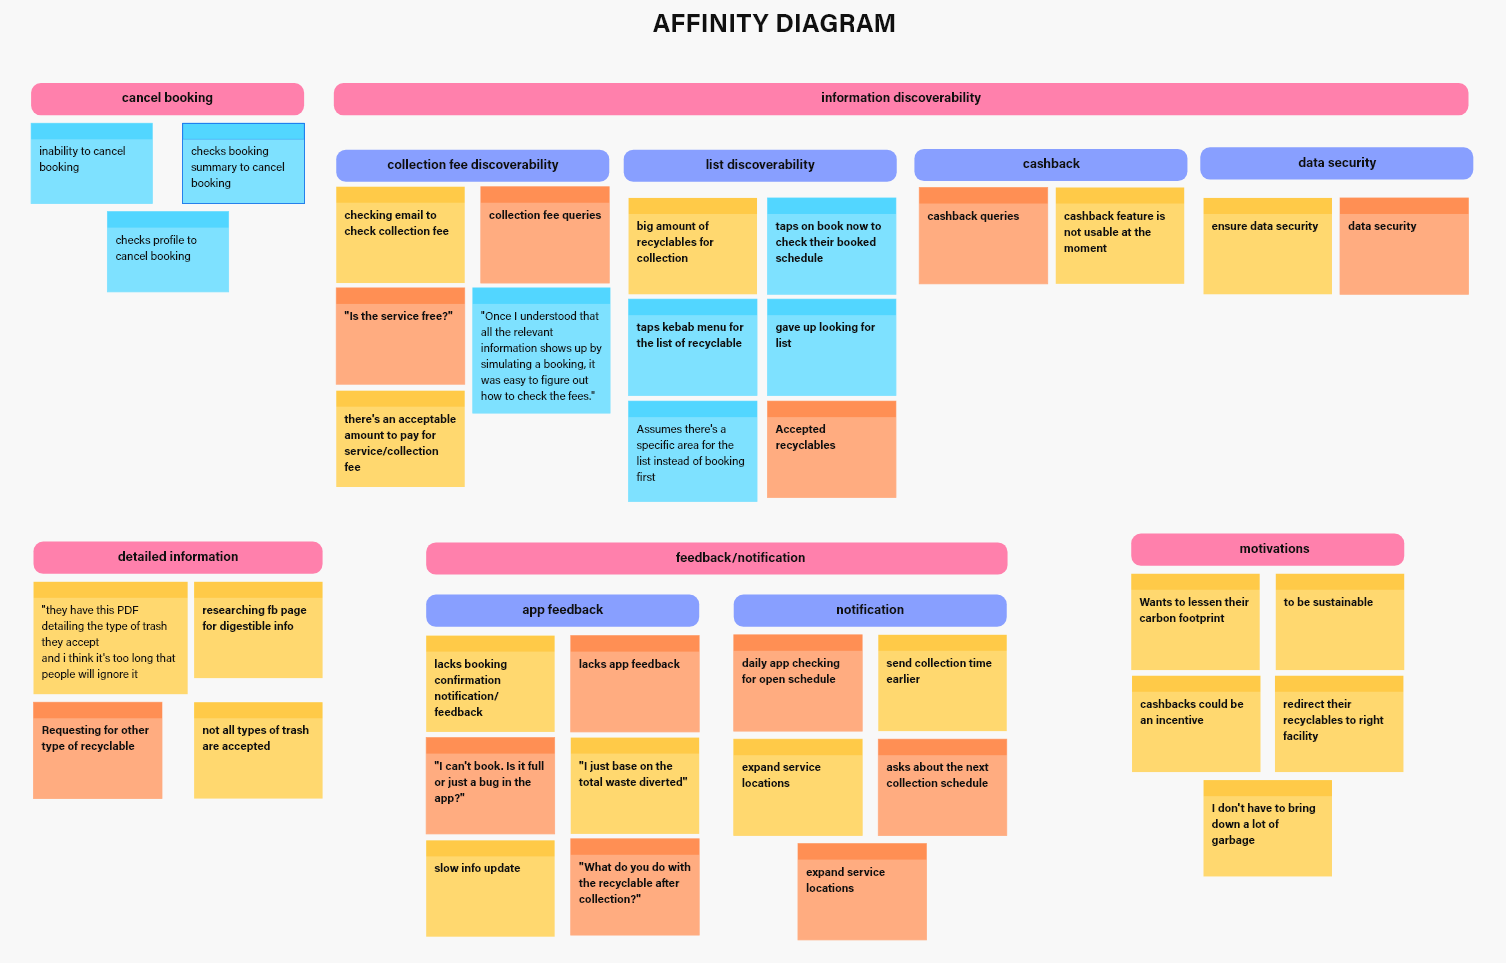 AFFINITY DIAGRAM
cancel booking
inability to cancel
booking
checks booking
summary to cancel
booking
checks profile to
cancel booking
information discoverability
collection fee discoverability
checking email to
check collection fee
collection fee queries
"Is the service free?"
"Once I understood that
all the relevant
information shows up by
simulating a booking, it
was easy to figure out
how to check the fees."
there's an acceptable
amount to pay for
service/collection
fee
list discoverability
big amount of
recyclables for
collection
taps on book now to
check their booked
schedule
taps kebab menu for
the list of recyclable
gave up looking for
list
Assumes there's a
specific area for the
list instead of booking
first
Accepted
recyclables
cashback
cashback queries
cashback feature is
not usable at the
moment
data security
ensure data security
data security
detailed information
"they have this PDF
detailing the type of trash
they accept
and i think it's too long that
people will ignore it
researching fb page
for digestible info
Requesting for other
type of recyclable
not all types of trash
are accepted
feedback/notification
app feedback
lacks booking
confirmation
notification/
feedback
lacks app feedback
"I can't book. Is it full
or just a bug in the
app?"
"I just base on the
total waste diverted"
slow info update
"What do you do with
the recyclable after
collection?"
notification
daily app checking
for open schedule
send collection time
earlier
expand service
locations
asks about the next
collection schedule
expand service
locations
motivations
Wants to lessen their
carbon footprint
to be sustainable
cashbacks could be
an incentive
redirect their
recyclables to right
facility
I don't have to bring
down a lot of
garbage